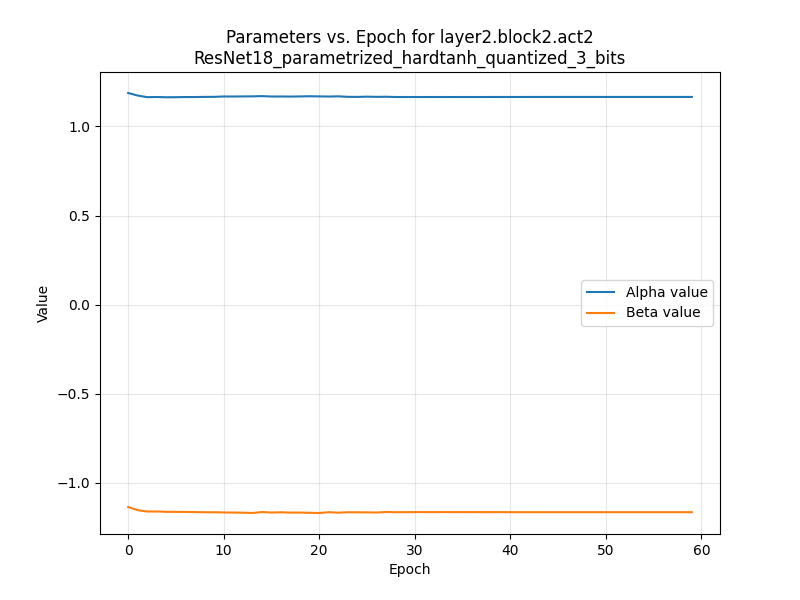 Parameters vs. Epoch for layer2.block2.act2
ResNet18_parametrized_hardtanh_quantized_3_bits
1.0
0.5
0.0
−0.5
−1.0
Value
Alpha value
Beta value
0 10 20 30 40 50 60
Epoch